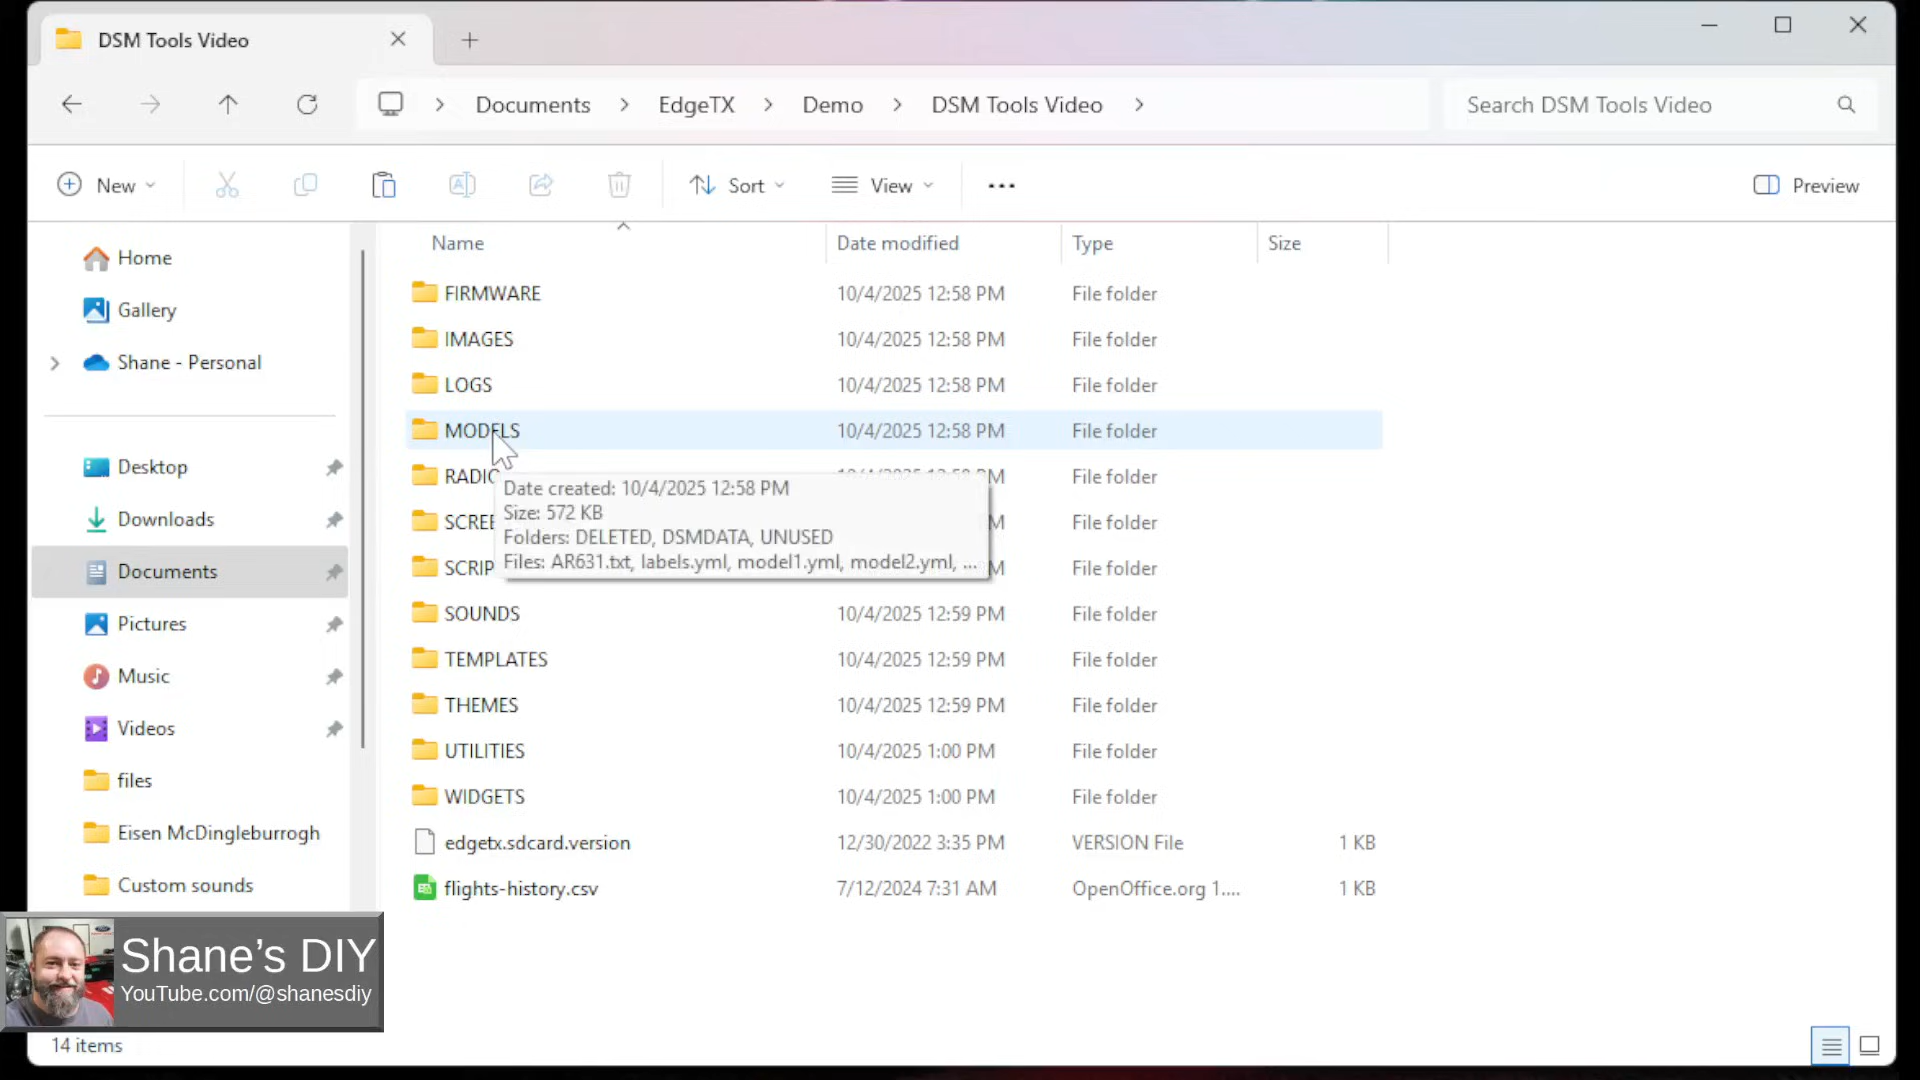 DSM Tools Video
Documents
EdgeTX
Demo
DSM Tools Video
Search DSM Tools Video
New
Sort
View
Preview
Name
Date modified
Type
Size
Home
Gallery
Shane - Personal
Desktop
Downloads
Documents
Pictures
Music
Videos
files
Eisen McDingleburrogh
Custom sounds
FIRMWARE 10/4/2025 12:58 PM File folder
IMAGES 10/4/2025 12:58 PM File folder
LOGS 10/4/2025 12:58 PM File folder
MODELS 10/4/2025 12:58 PM File folder
RADIO File folder
SCREE M File folder
SCRIP M File folder
Date created: 10/4/2025 12:58 PM
Size: 572 KB
Folders: DELETED, DSMDATA, UNUSED
Files: AR631.txt, labels.yml, model1.yml, model2.yml, ...
SOUNDS 10/4/2025 12:59 PM File folder
TEMPLATES 10/4/2025 12:59 PM File folder
THEMES 10/4/2025 12:59 PM File folder
UTILITIES 10/4/2025 1:00 PM File folder
WIDGETS 10/4/2025 1:00 PM File folder
edgetx.sdcard.version 12/30/2022 3:35 PM VERSION File 1 KB
flights-history.csv 7/12/2024 7:31 AM OpenOffice.org 1.... 1 KB
Shane's DIY
YouTube.com/@shanesdiy
14 items